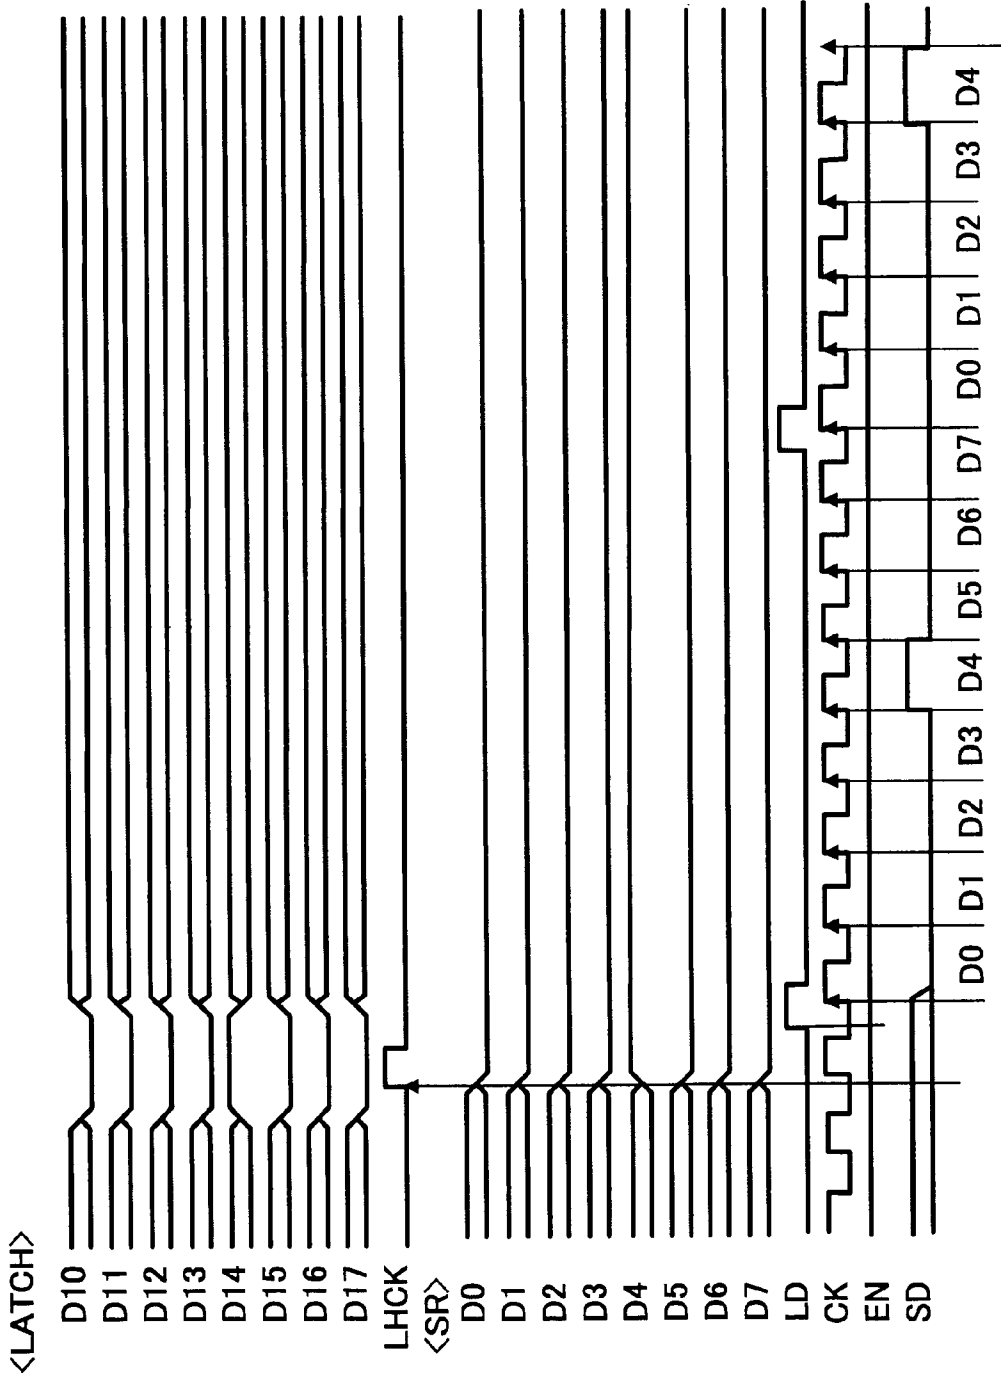 <LATCH>
D10
D11
D12
D13
D14
D15
D16
D17
LHCK
<SR>
D0
D1
D2
D3
D4
D5
D6
D7
LD
CK
EN
SD
D0 D1 D2 D3 D4 D5 D6 D7 D0 D1 D2 D3 D4